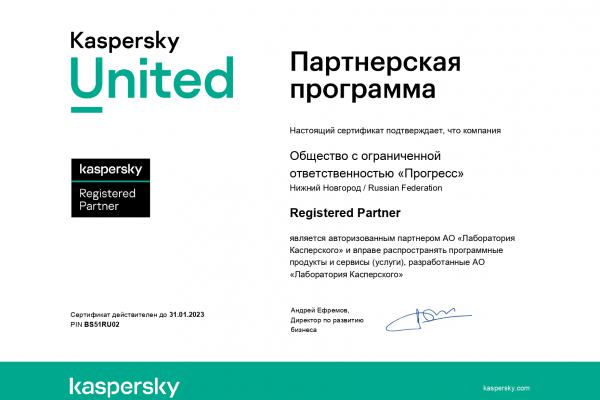 Kaspersky
United
Партнерская
программа
Настоящий сертификат подтверждает, что компания
Общество с ограниченной
ответственностью «Прогресс»
Нижний Новгород / Russian Federation
kaspersky
Registered
Partner
Registered Partner
является авторизованным партнером АО «Лаборатория
Касперского» и вправе распространять программные
продукты и сервисы (услуги), разработанные АО
«Лаборатория Касперского»
Сертификат действителен до 31.01.2023
PIN BS51RU02
Андрей Ефремов,
Директор по развитию
бизнеса
kaspersky
kaspersky.com